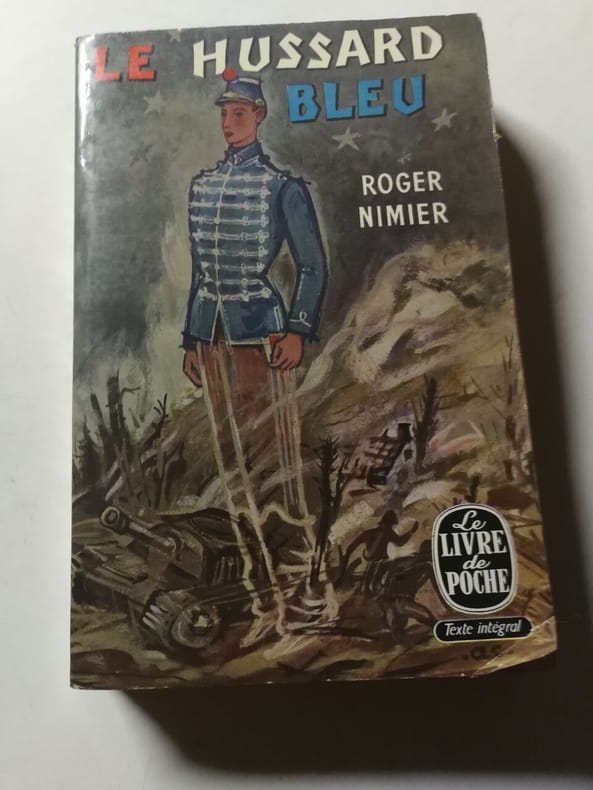 LE HUSSARD
BLEU
ROGER
NIMIER
Le
LIVRE
de
POCHE
Texte intégral